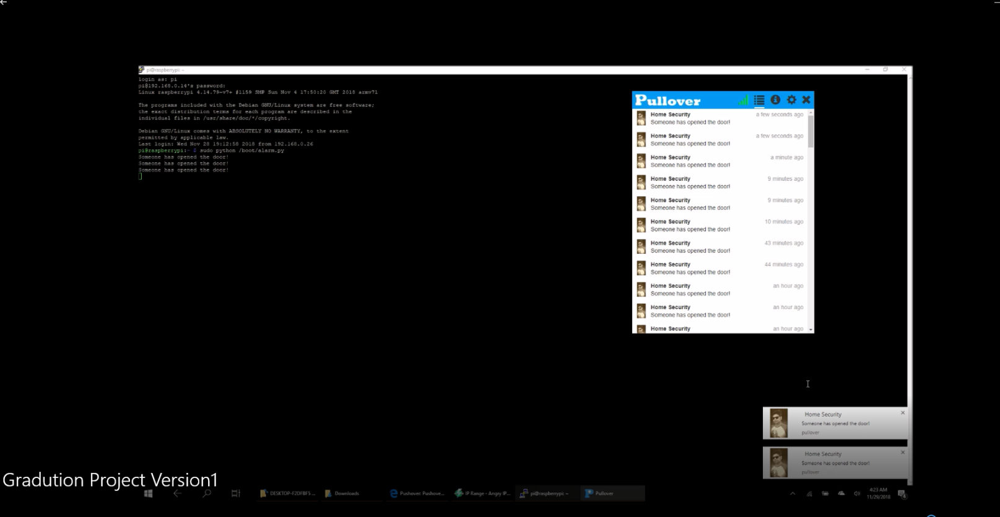 pi@raspberrypi: ~
login as: pi
pi@192.168.0.14's password:
Linux raspberrypi 4.14.79-v7+ #1159 SMP Sun Nov 4 17:50:20 GMT 2018 armv7l
The programs included with the Debian GNU/Linux system are free software;
the exact distribution terms for each program are described in the
individual files in /usr/share/doc/*/copyright.
Debian GNU/Linux comes with ABSOLUTELY NO WARRANTY, to the extent
permitted by applicable law.
Last login: Wed Nov 28 19:12:58 2018 from 192.168.0.26
pi@raspberrypi:~ $ sudo python /boot/alarm.py
Someone has opened the door!
Someone has opened the door!
Someone has opened the door!
Pullover
Home Security a few seconds ago
Someone has opened the door!
Home Security a few seconds ago
Someone has opened the door!
Home Security a minute ago
Someone has opened the door!
Home Security 9 minutes ago
Someone has opened the door!
Home Security 9 minutes ago
Someone has opened the door!
Home Security 10 minutes ago
Someone has opened the door!
Home Security 43 minutes ago
Someone has opened the door!
Home Security 44 minutes ago
Someone has opened the door!
Home Security an hour ago
Someone has opened the door!
Home Security an hour ago
Someone has opened the door!
Home Security an hour ago
Home Security
Someone has opened the door!
pullover
Home Security
Someone has opened the door!
pullover
Gradution Project Version1
DESKTOP-F2DFBF5... Downloads Pushover: Pushove... IP Range - Angry IP... pi@raspberrypi: ~ Pullover
4:23 AM
11/29/2018
4